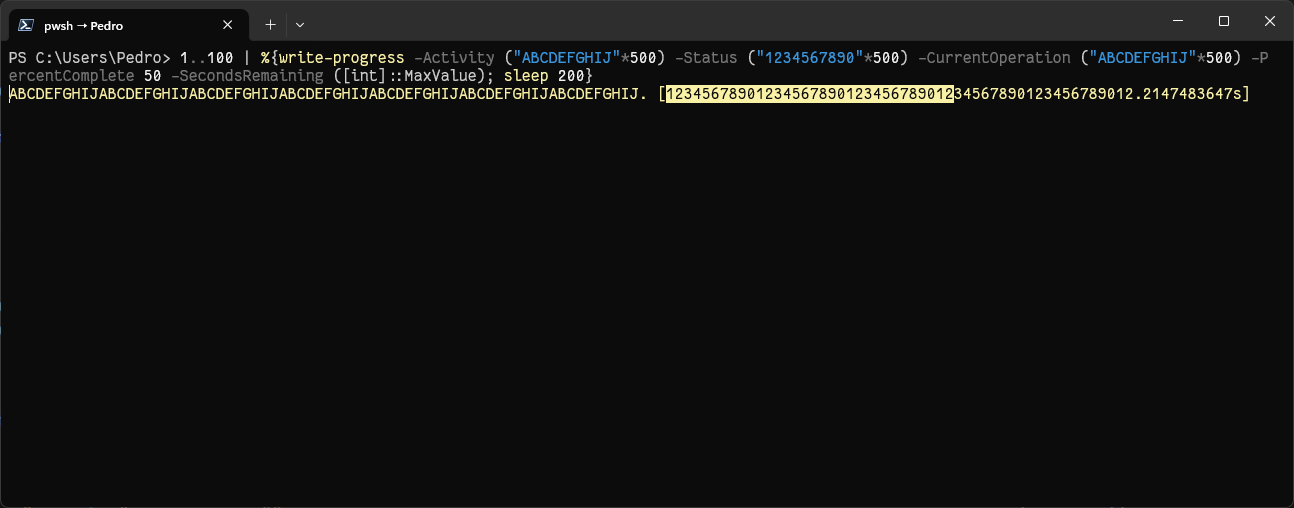 pwsh → Pedro
PS C:\Users\Pedro> 1..100 | %{write-progress -Activity ("ABCDEFGHIJ"*500) -Status ("1234567890"*500) -CurrentOperation ("ABCDEFGHIJ"*500) -P
ercentComplete 50 -SecondsRemaining ([int]::MaxValue); sleep 200}
ABCDEFGHIJABCDEFGHIJABCDEFGHIJABCDEFGHIJABCDEFGHIJABCDEFGHIJABCDEFGHIJ. [1234567890123456789012345678901234567890123456789012.2147483647s]